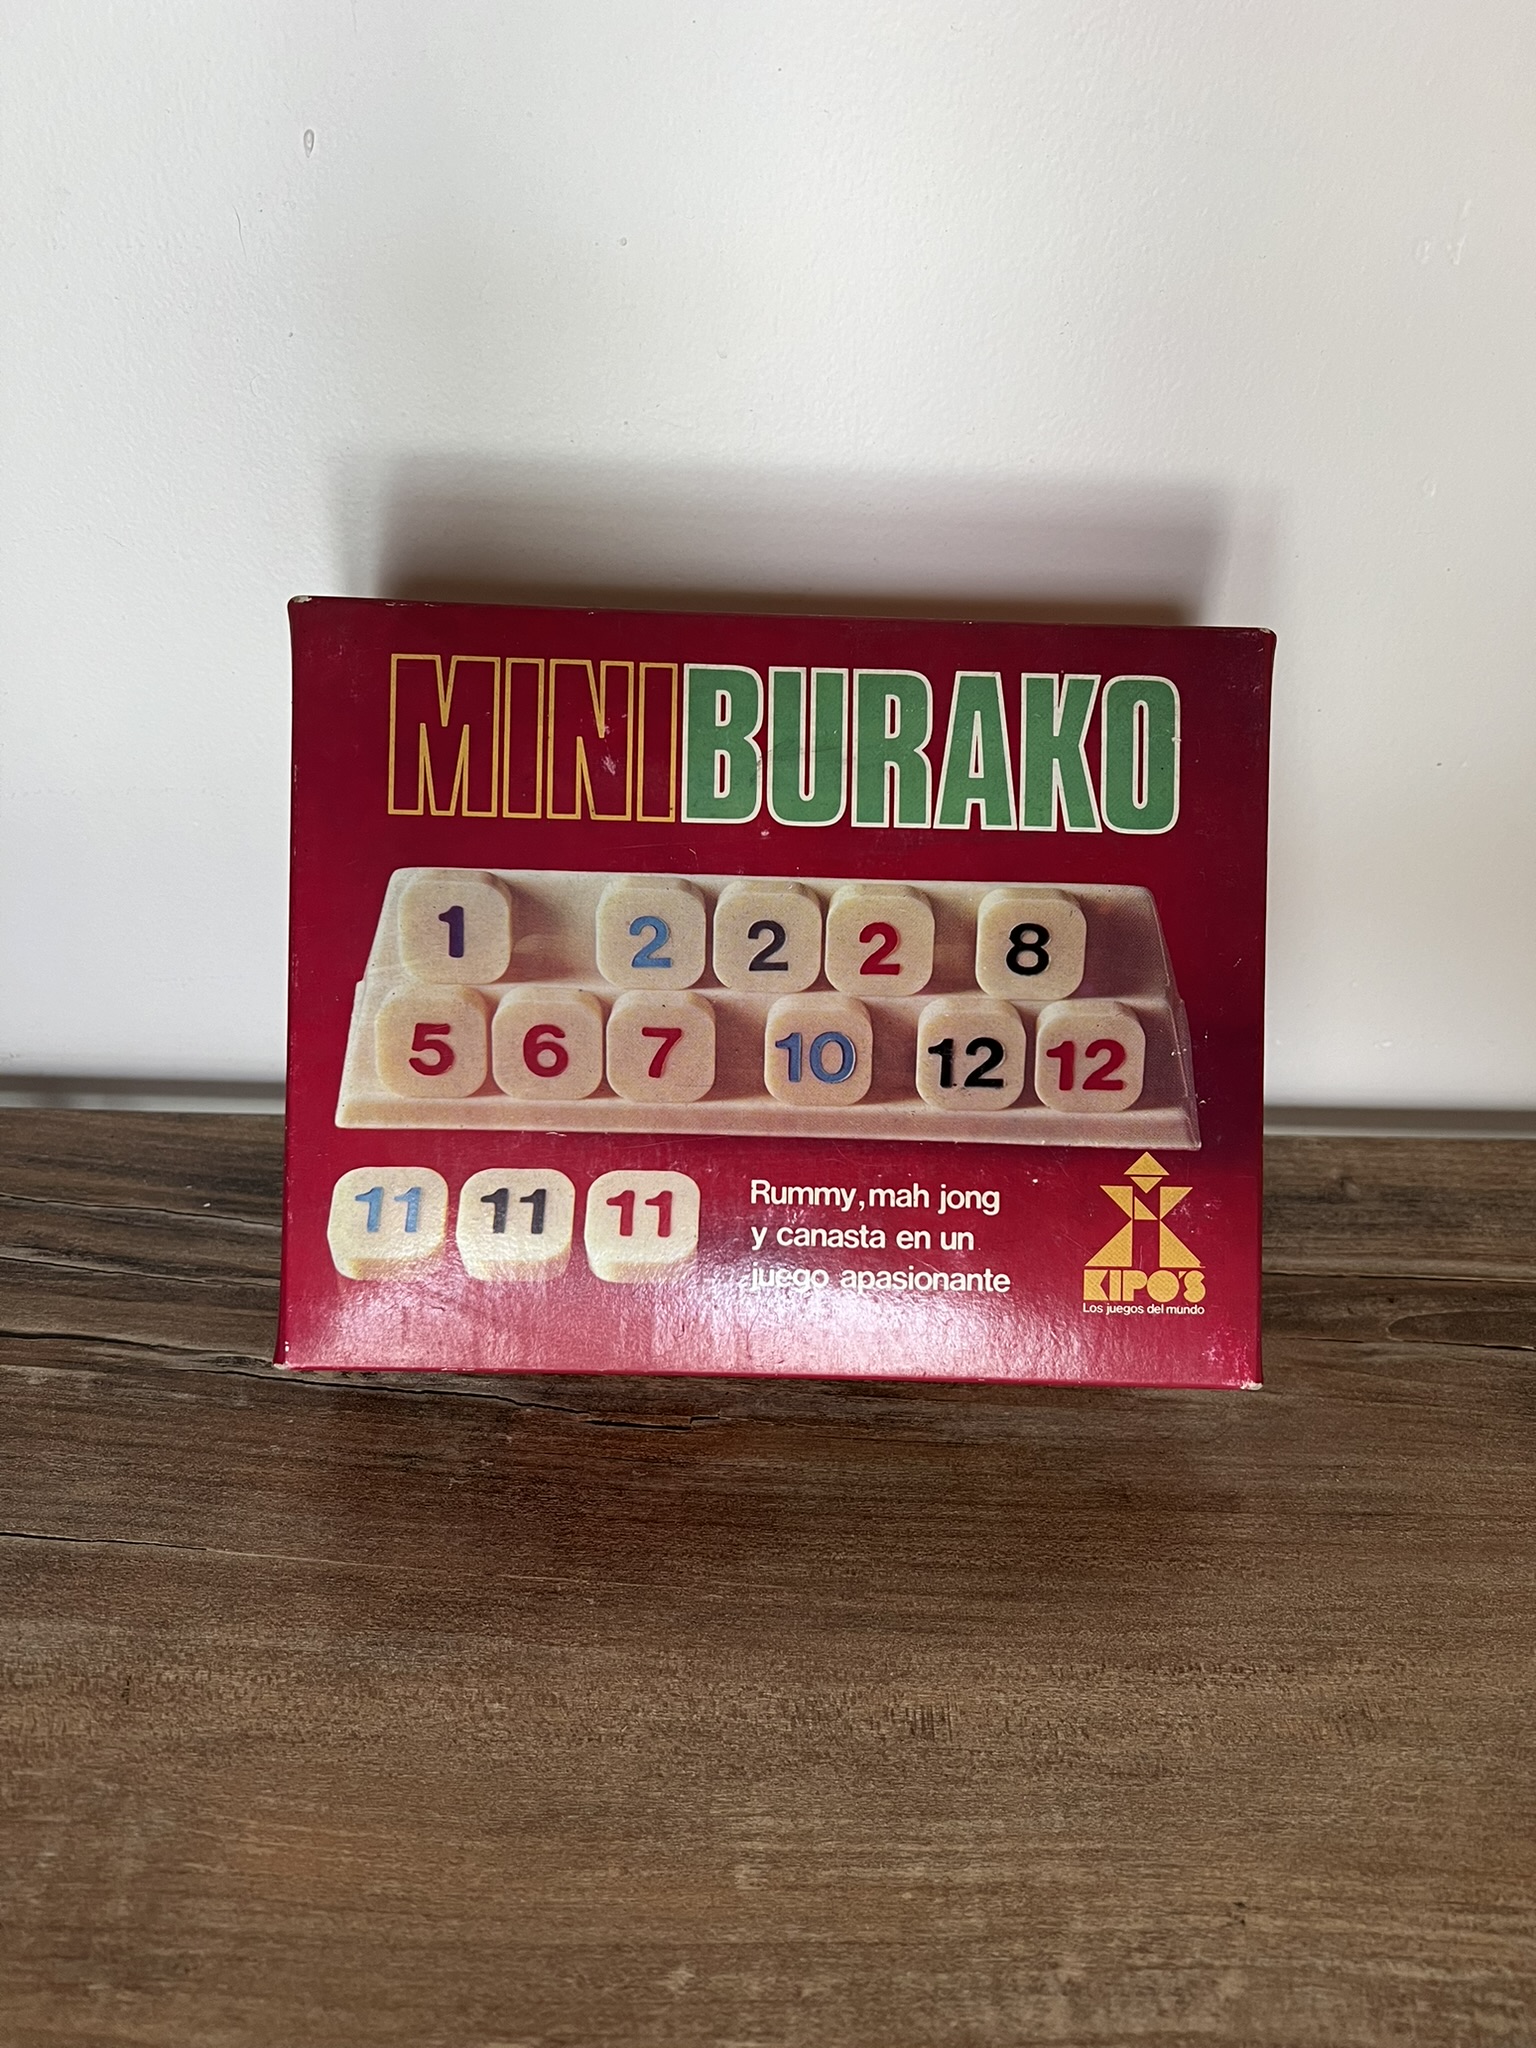 MINIBURAKO
1 2 2 2 8
5 6 7 10 12 12
11 11 11
Rummy, mah jong
y canasta en un
juego apasionante
KIPO'S
Los juegos del mundo